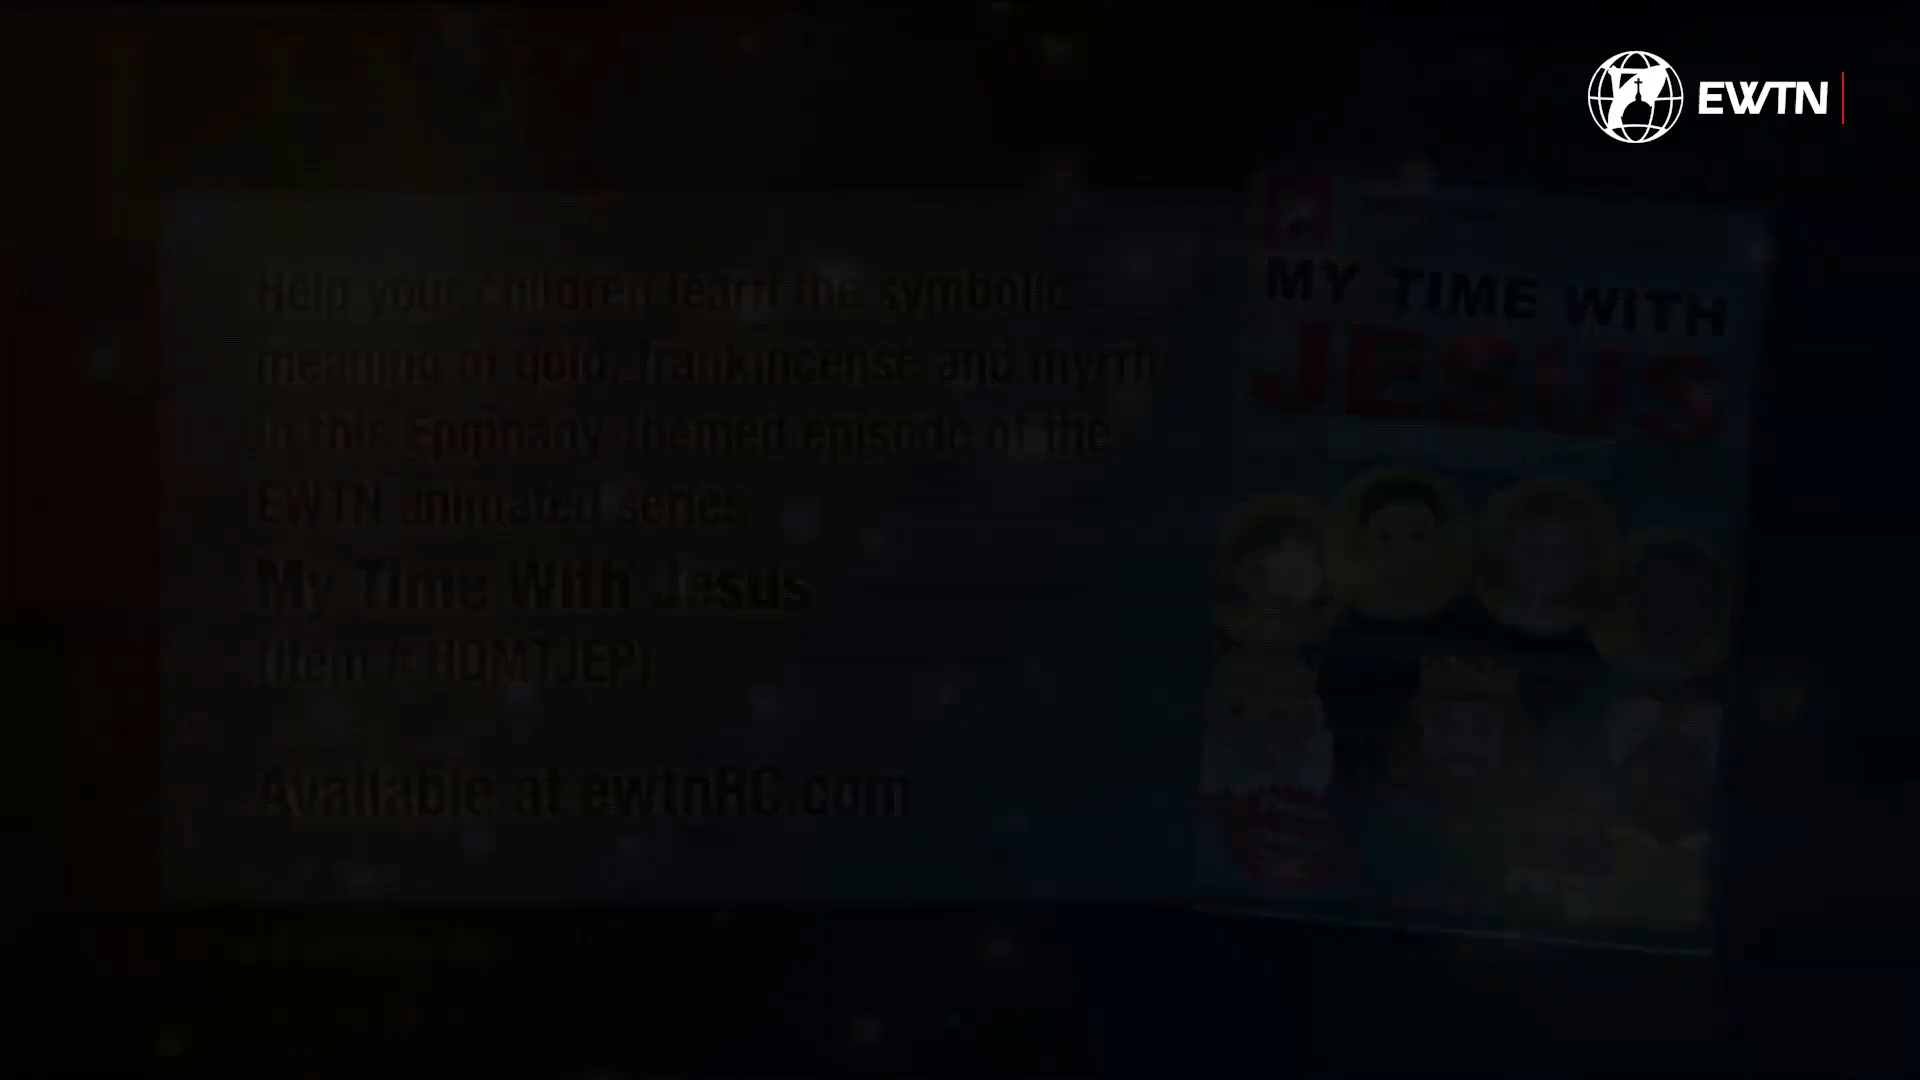 EWTN
Help your children learn the symbolic
meaning of gold, frankincense and myrrh
in this Epiphany-themed episode of the
EWTN animated series
My Time With Jesus
(Item # HDMTJEP)
Available at ewtnRC.com
MY TIME WITH
JESUS